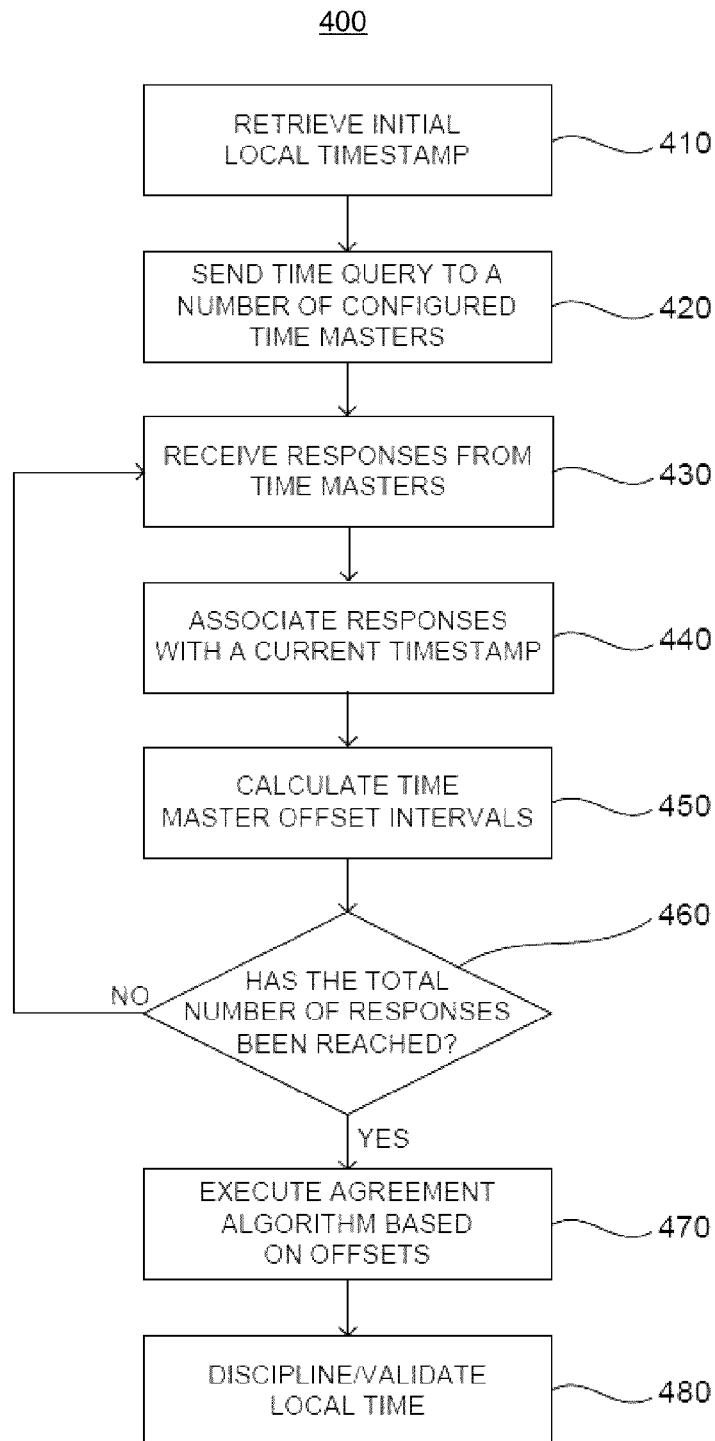 400
RETRIEVE INITIAL
LOCAL TIMESTAMP
410
SEND TIME QUERY TO A
NUMBER OF CONFIGURED
TIME MASTERS
420
RECEIVE RESPONSES FROM
TIME MASTERS
430
ASSOCIATE RESPONSES
WITH A CURRENT TIMESTAMP
440
CALCULATE TIME
MASTER OFFSET INTERVALS
450
460
HAS THE TOTAL
NUMBER OF RESPONSES
BEEN REACHED?
NO
YES
EXECUTE AGREEMENT
ALGORITHM BASED
ON OFFSETS
470
DISCIPLINE/VALIDATE
LOCAL TIME
480